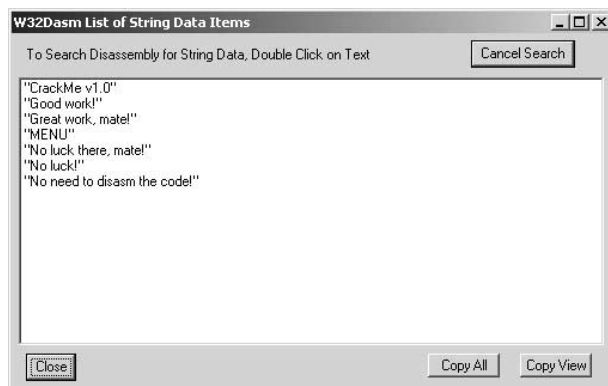 W32Dasm List of String Data Items
To Search Disassembly for String Data, Double Click on Text
Cancel Search
"CrackMe v1.0"
"Good work!"
"Great work, mate!"
"MENU"
"No luck there, mate!"
"No luck!"
"No need to disasm the code!"
Close
Copy All
Copy View